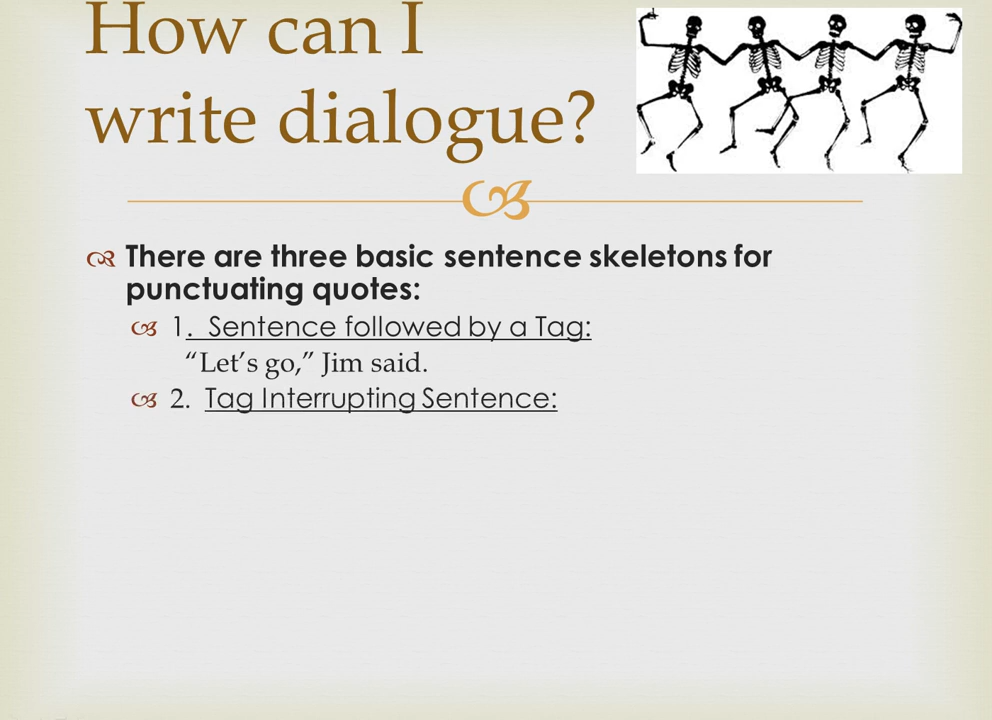 How can I
write dialogue?
There are three basic sentence skeletons for
punctuating quotes:
1.  Sentence followed by a Tag:
“Let’s go,” Jim said.
2.  Tag Interrupting Sentence: